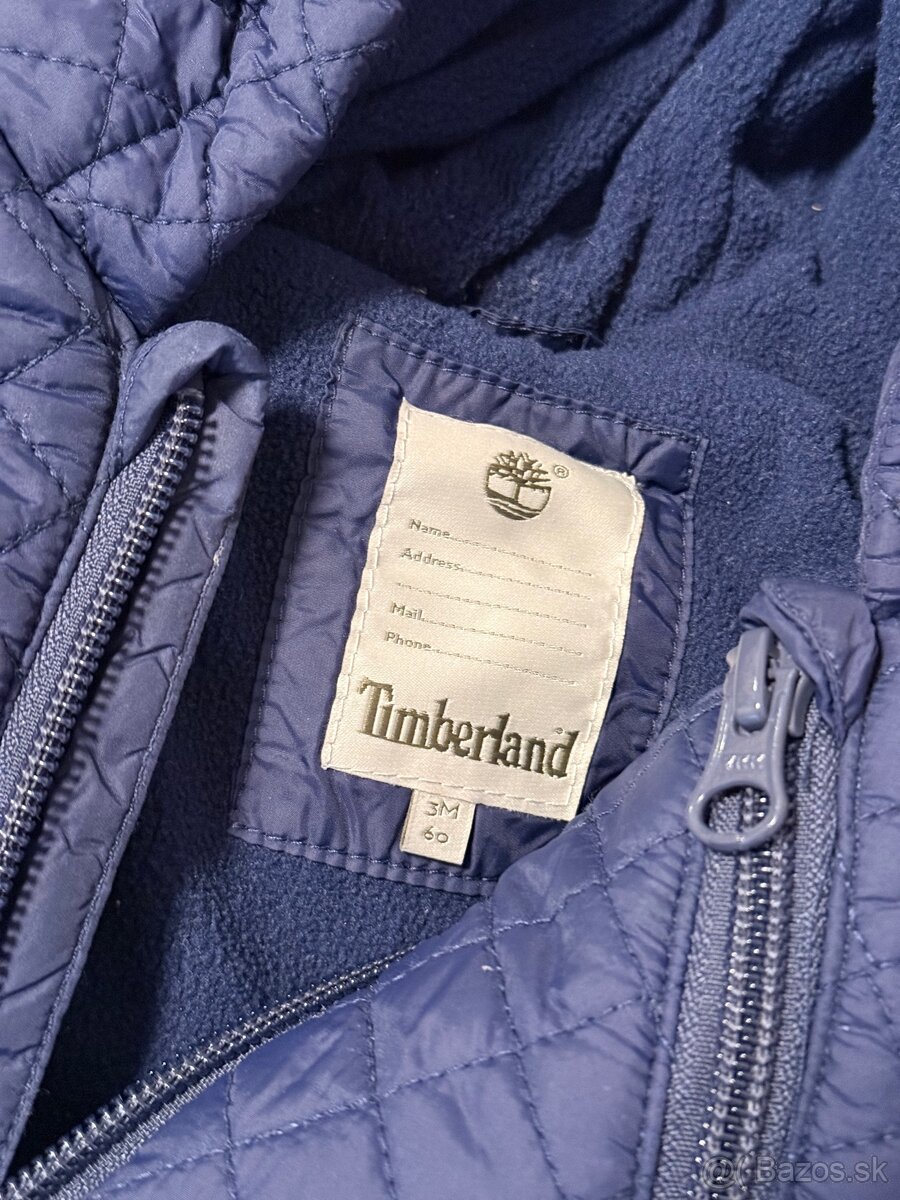 ®
Name
Address
Mail
Phone
Timberland
3M
60
@( Bazos.sk